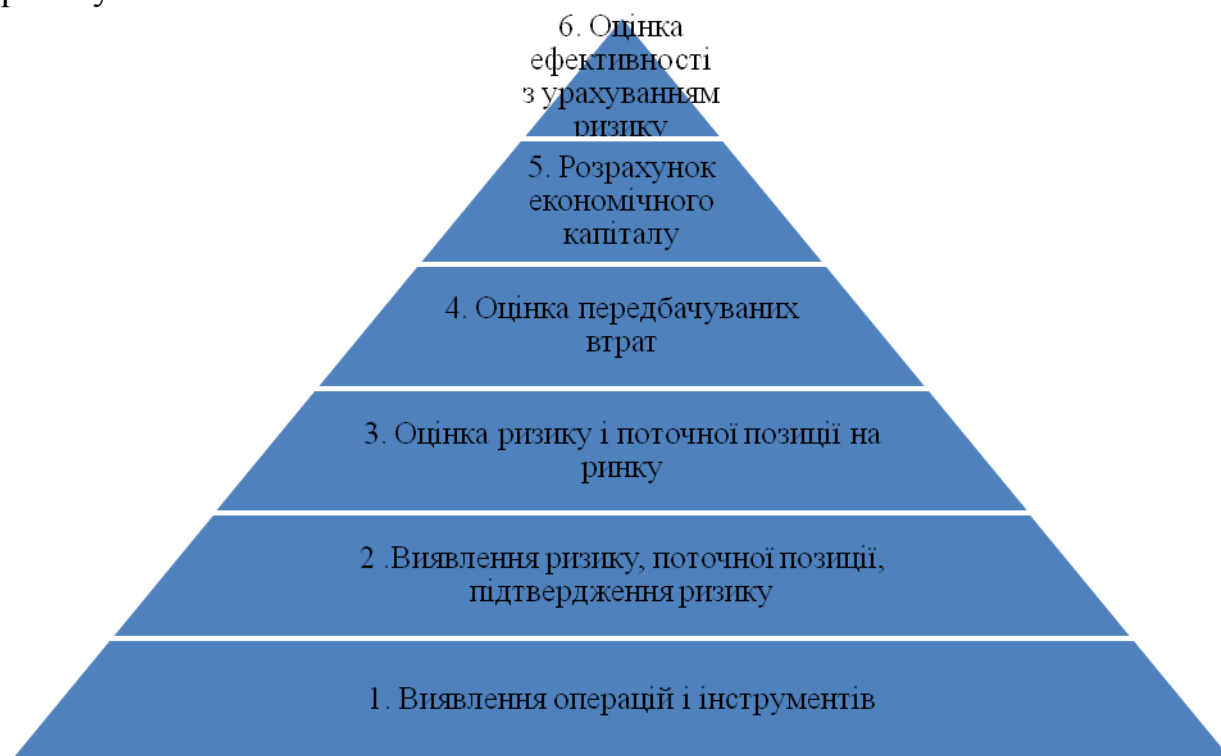 6. Оцінка
ефективності
з урахуванням
ризику
5. Розрахунок
економічного
капіталу
4. Оцінка передбачуваних
втрат
3. Оцінка ризику і поточної позиції на
ринку
2 .Виявлення ризику, поточної позиції,
підтвердження ризику
1. Виявлення операцій і інструментів